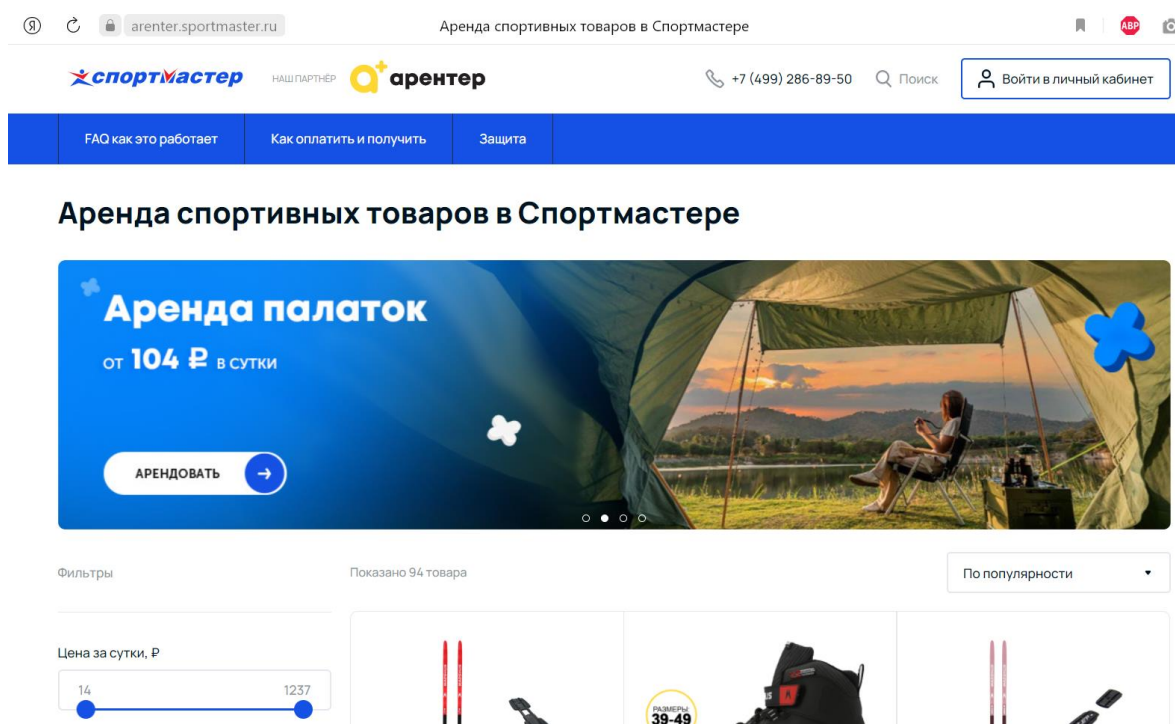 arenter.sportmaster.ru
Аренда спортивных товаров в Спортмастере
ABP
спортмастер
НАШ ПАРТНЁР
арентер
+7 (499) 286-89-50
Поиск
Войти в личный кабинет
FAQ как это работает
Как оплатить и получить
Защита
Аренда спортивных товаров в Спортмастере
Аренда палаток
от 104 ₽ в сутки
АРЕНДОВАТЬ
Фильтры
Показано 94 товара
По популярности
Цена за сутки, ₽
14
1237
РАЗМЕРЫ:
39-49